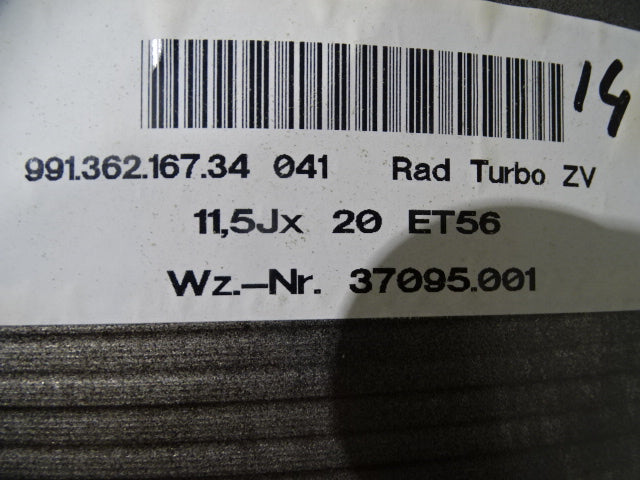 14
991.362.167.34 041 Rad Turbo ZV
11,5Jx 20 ET56
Wz.-Nr. 37095.001